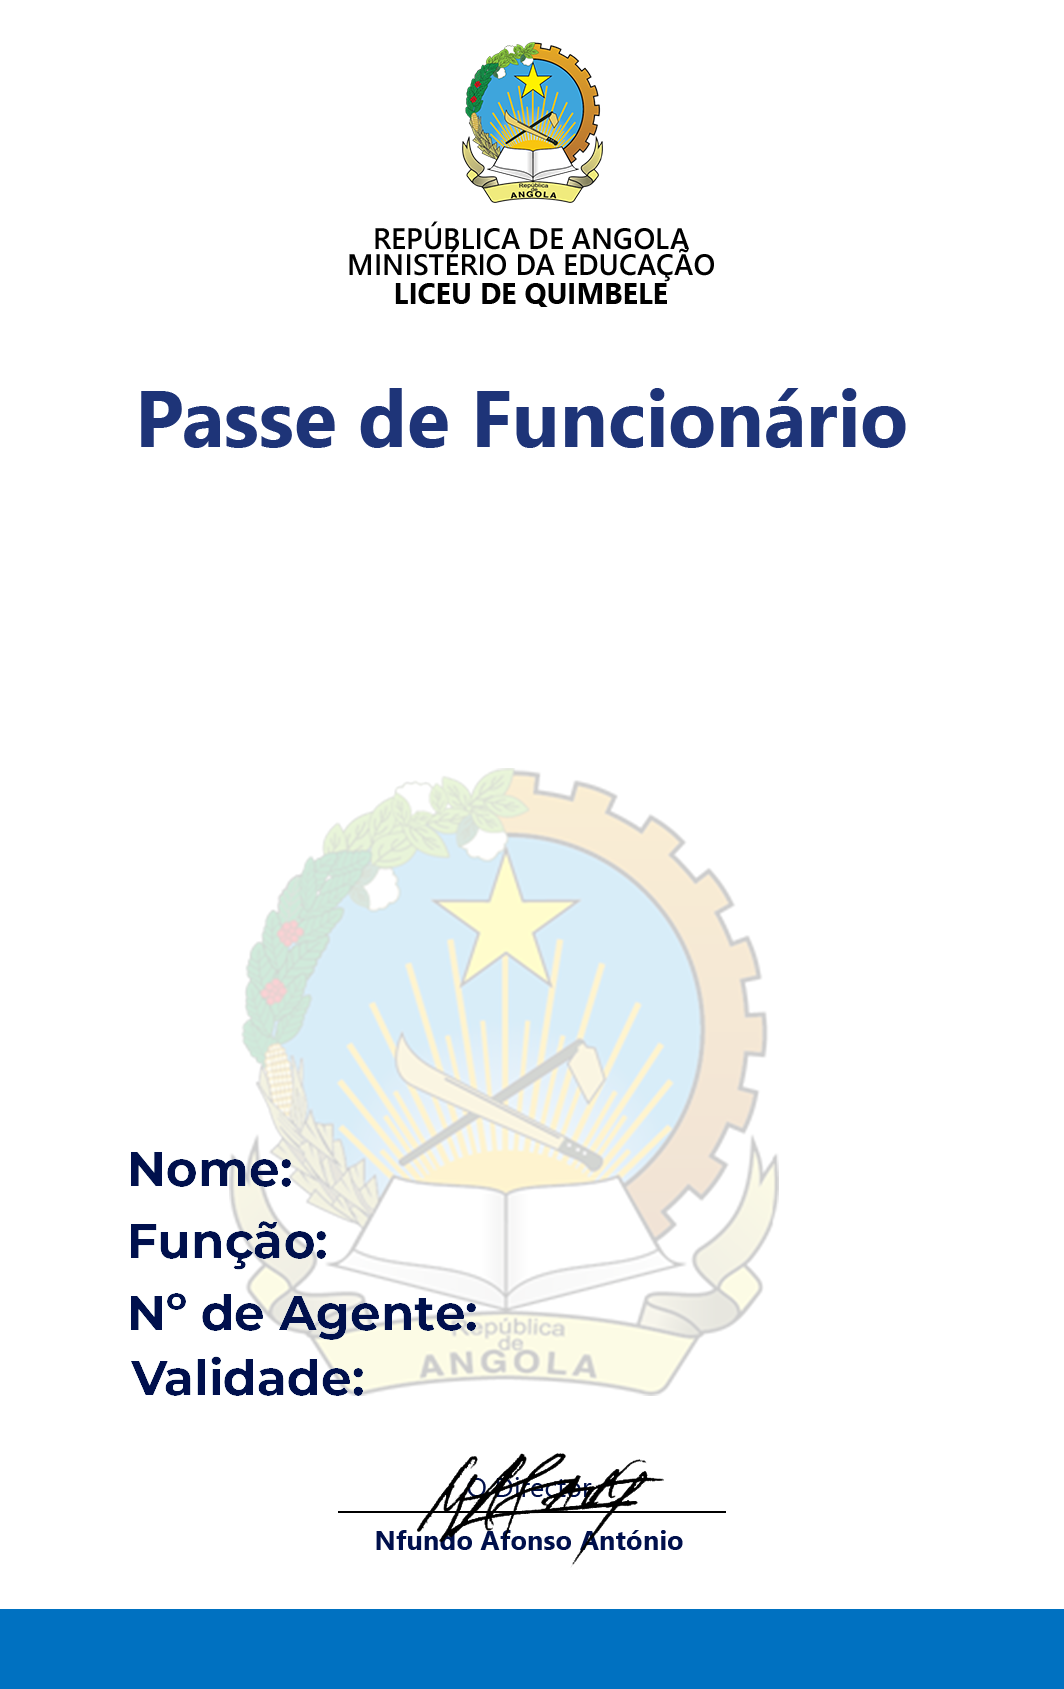 República
de
ANGOLA
REPÚBLICA DE ANGOLA
MINISTÉRIO DA EDUCAÇÃO
LICEU DE QUIMBELE
Passe de Funcionário
Nome:
Função:
Nº de Agente:
República
de
ANGOLA
Validade:
O Director
Nfundo Afonso António